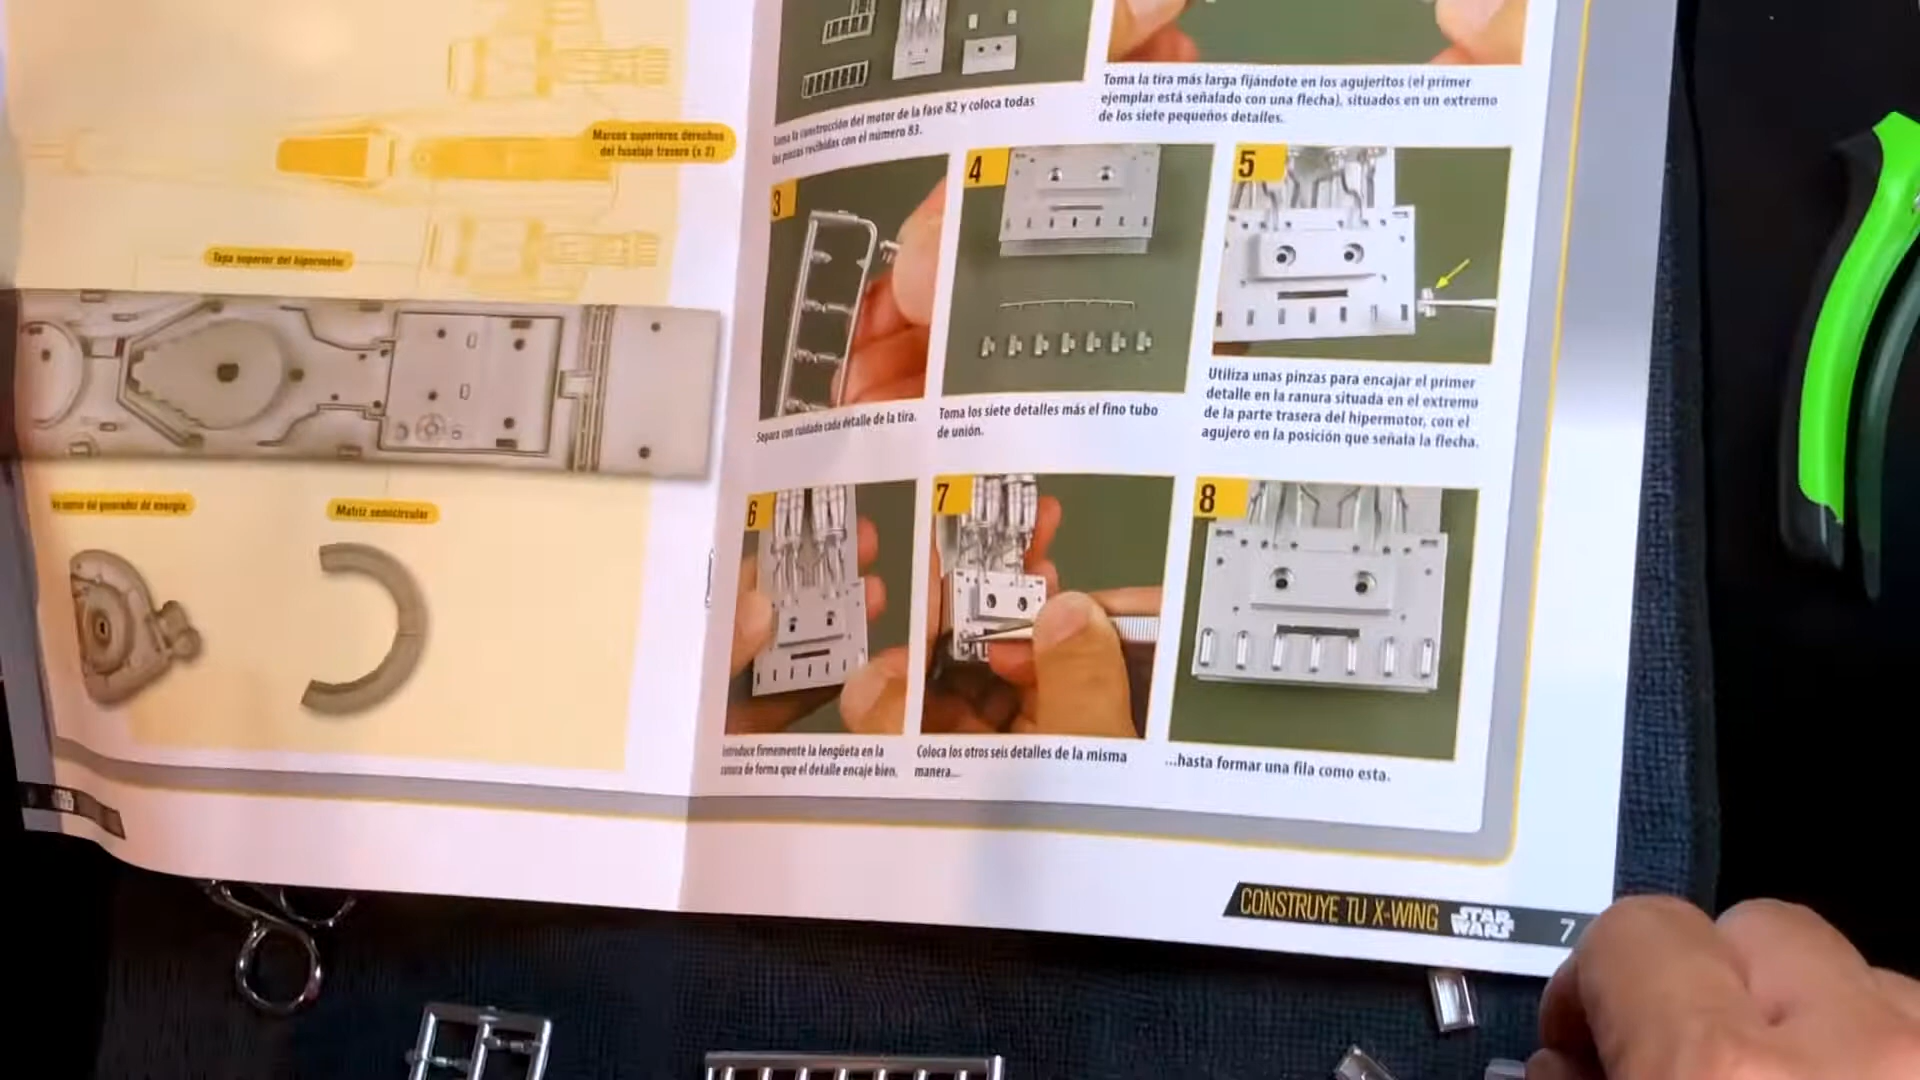 Marcos superiores derechos
del fuselaje trasero (x 2)
Tapa superior del hipermotor
del generador de energía
Matriz semicircular
Toma la construcción del motor de la fase 82 y coloca todas
las piezas recibidas con el número 83.
Toma la tira más larga fijándote en los agujeritos (el primer
ejemplar está señalado con una flecha), situados en un extremo
de los siete pequeños detalles.
3
Separa con cuidado cada detalle de la tira.
4
Toma los siete detalles más el fino tubo
de unión.
5
Utiliza unas pinzas para encajar el primer
detalle en la ranura situada en el extremo
de la parte trasera del hipermotor, con el
agujero en la posición que señala la flecha.
6
Introduce firmemente la lengüeta en la
ranura de forma que el detalle encaje bien.
7
Coloca los otros seis detalles de la misma
manera...
8
...hasta formar una fila como esta.
CONSTRUYE TU X-WING STAR WARS 7